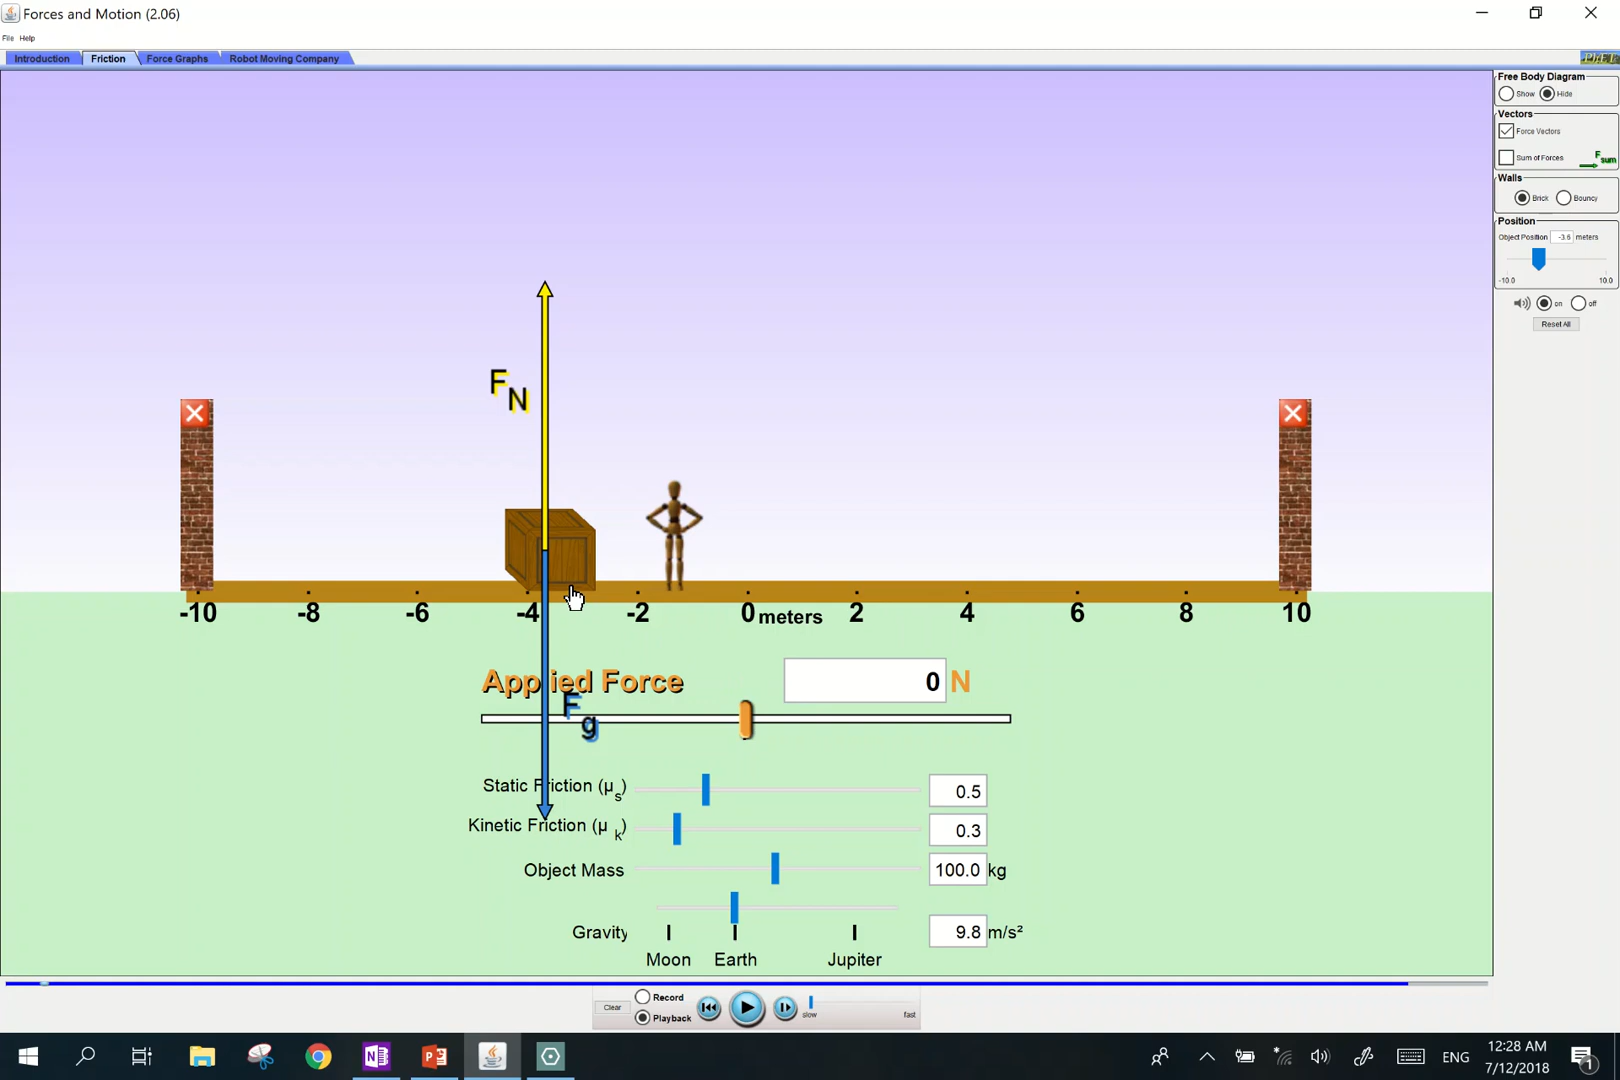 Forces and Motion (2.06)
File Help
Introduction Friction Force Graphs Robot Moving Company
PhET
Free Body Diagram
Show Hide
Vectors
Force Vectors
Sum of Forces F sum
Walls
Brick Bouncy
Position
Object Position -3.6 meters
-10.0 10.0
on off
Reset All
F N
-10 -8 -6 -4 -2 0 meters 2 4 6 8 10
Applied Force 0 N
F g
Static Friction (μ s) 0.5
Kinetic Friction (μ k) 0.3
Object Mass 100.0 kg
Gravity 9.8 m/s²
Moon Earth Jupiter
Clear Record
Playback
slow fast
N P ENG 12:28 AM
7/12/2018 1